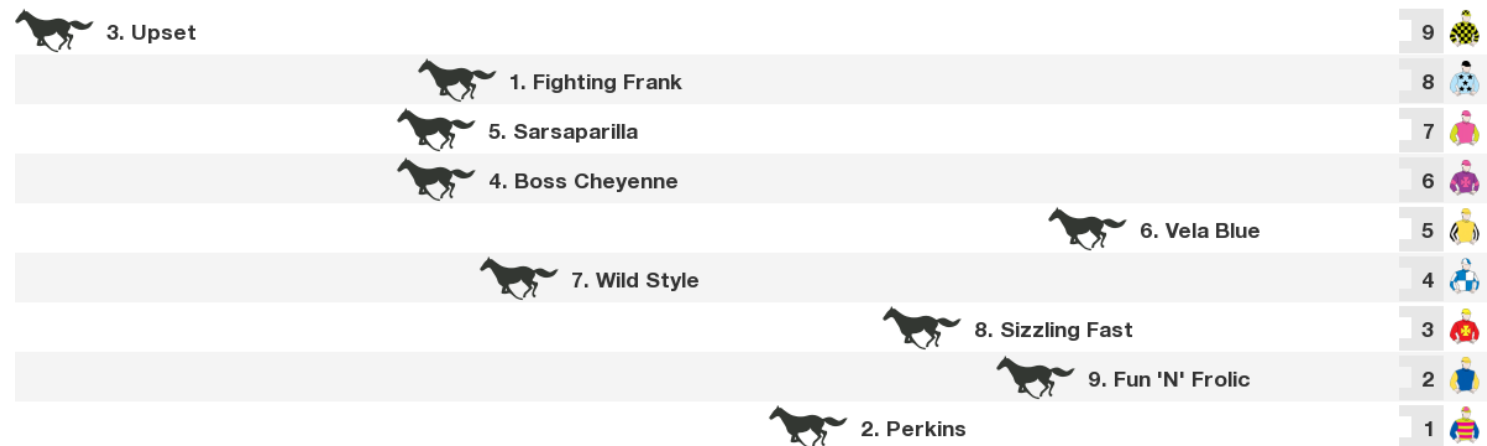 3. Upset 9
1. Fighting Frank 8
5. Sarsaparilla 7
4. Boss Cheyenne 6
6. Vela Blue 5
7. Wild Style 4
8. Sizzling Fast 3
9. Fun 'N' Frolic 2
2. Perkins 1